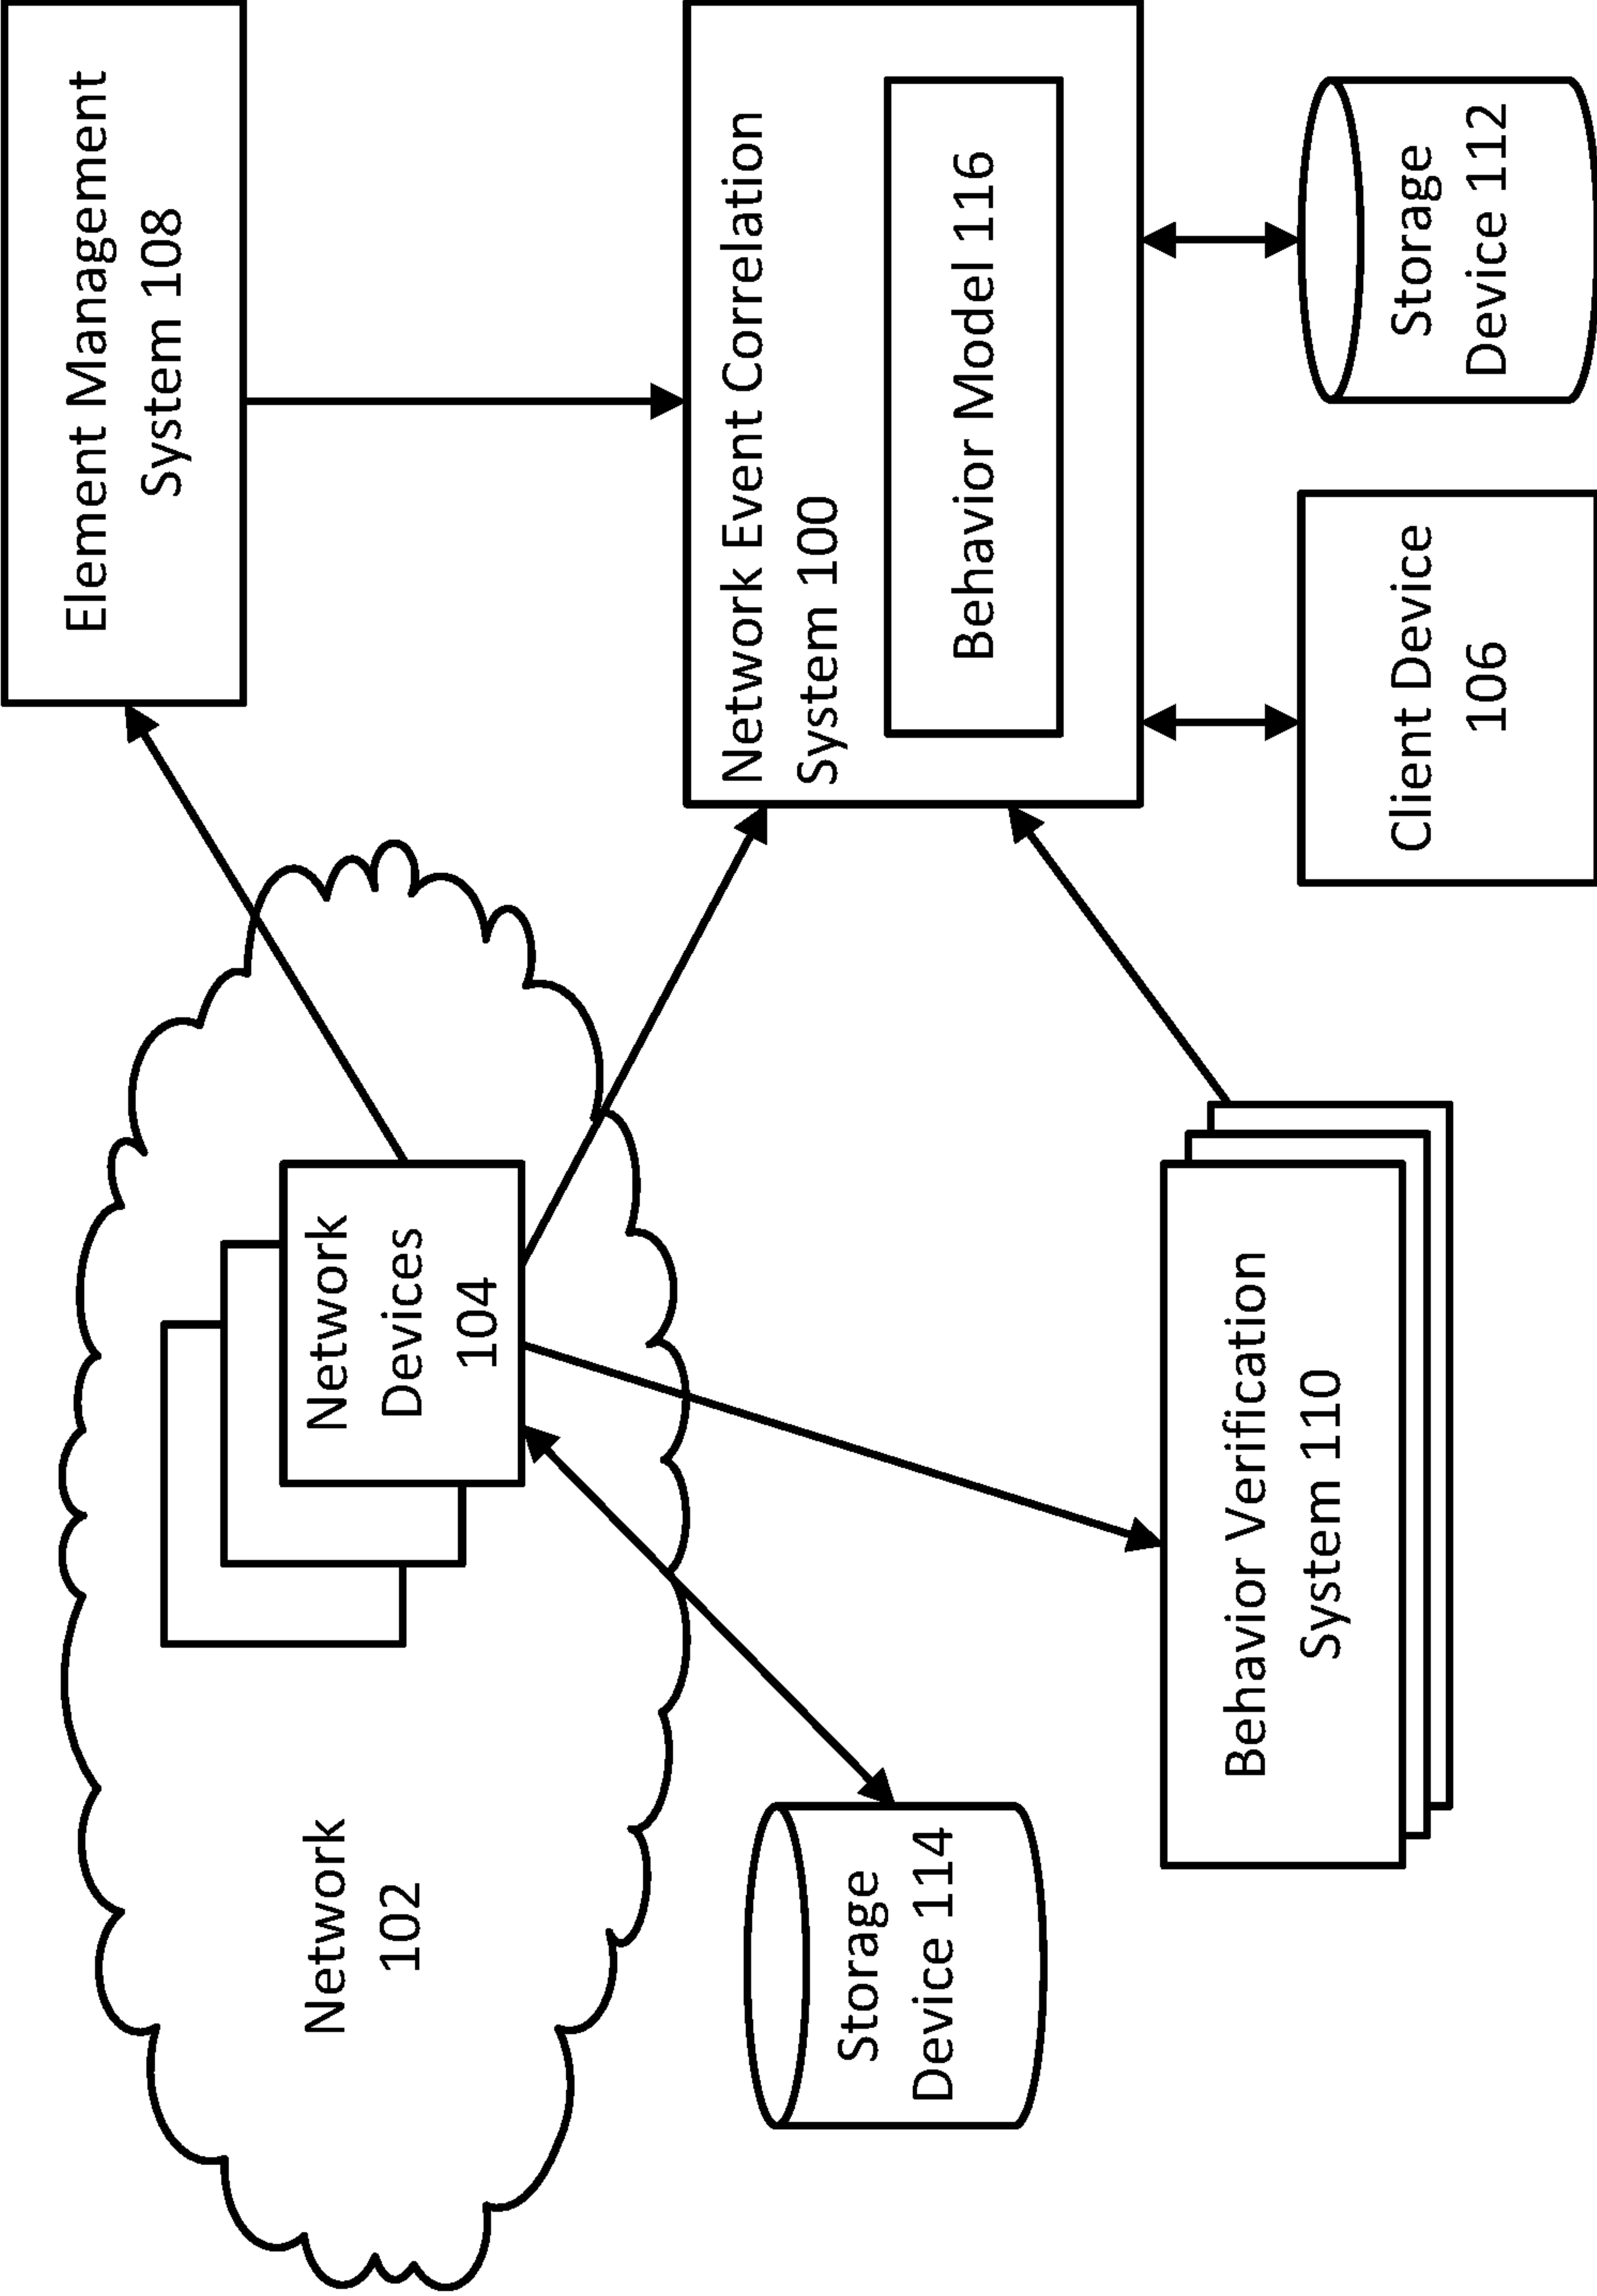 Network
102
Network
Devices
104
Element Management
System 108
Storage
Device 114
Network Event Correlation
System 100
Behavior Model 116
Behavior Verification
System 110
Client Device
106
Storage
Device 112